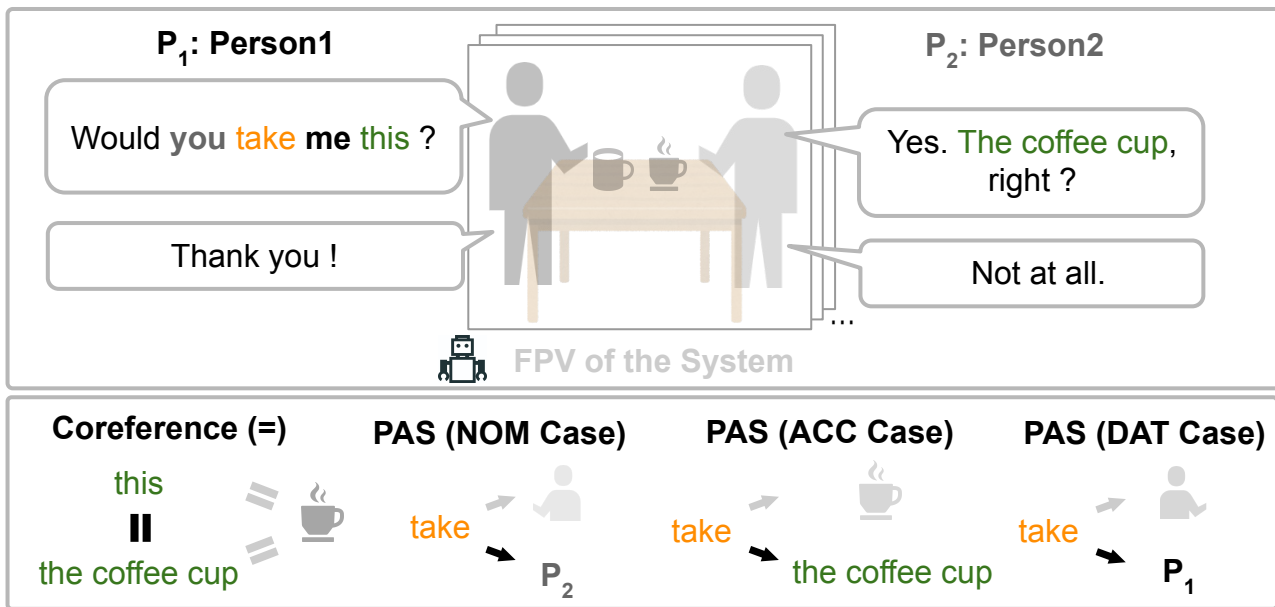 P1: Person1
P2: Person2
Would you take me this ?
Yes. The coffee cup,
right ?
Thank you !
Not at all.
...
FPV of the System
Coreference (=)
PAS (NOM Case)
PAS (ACC Case)
PAS (DAT Case)
this
=
the coffee cup
take
P2
take
the coffee cup
take
P1